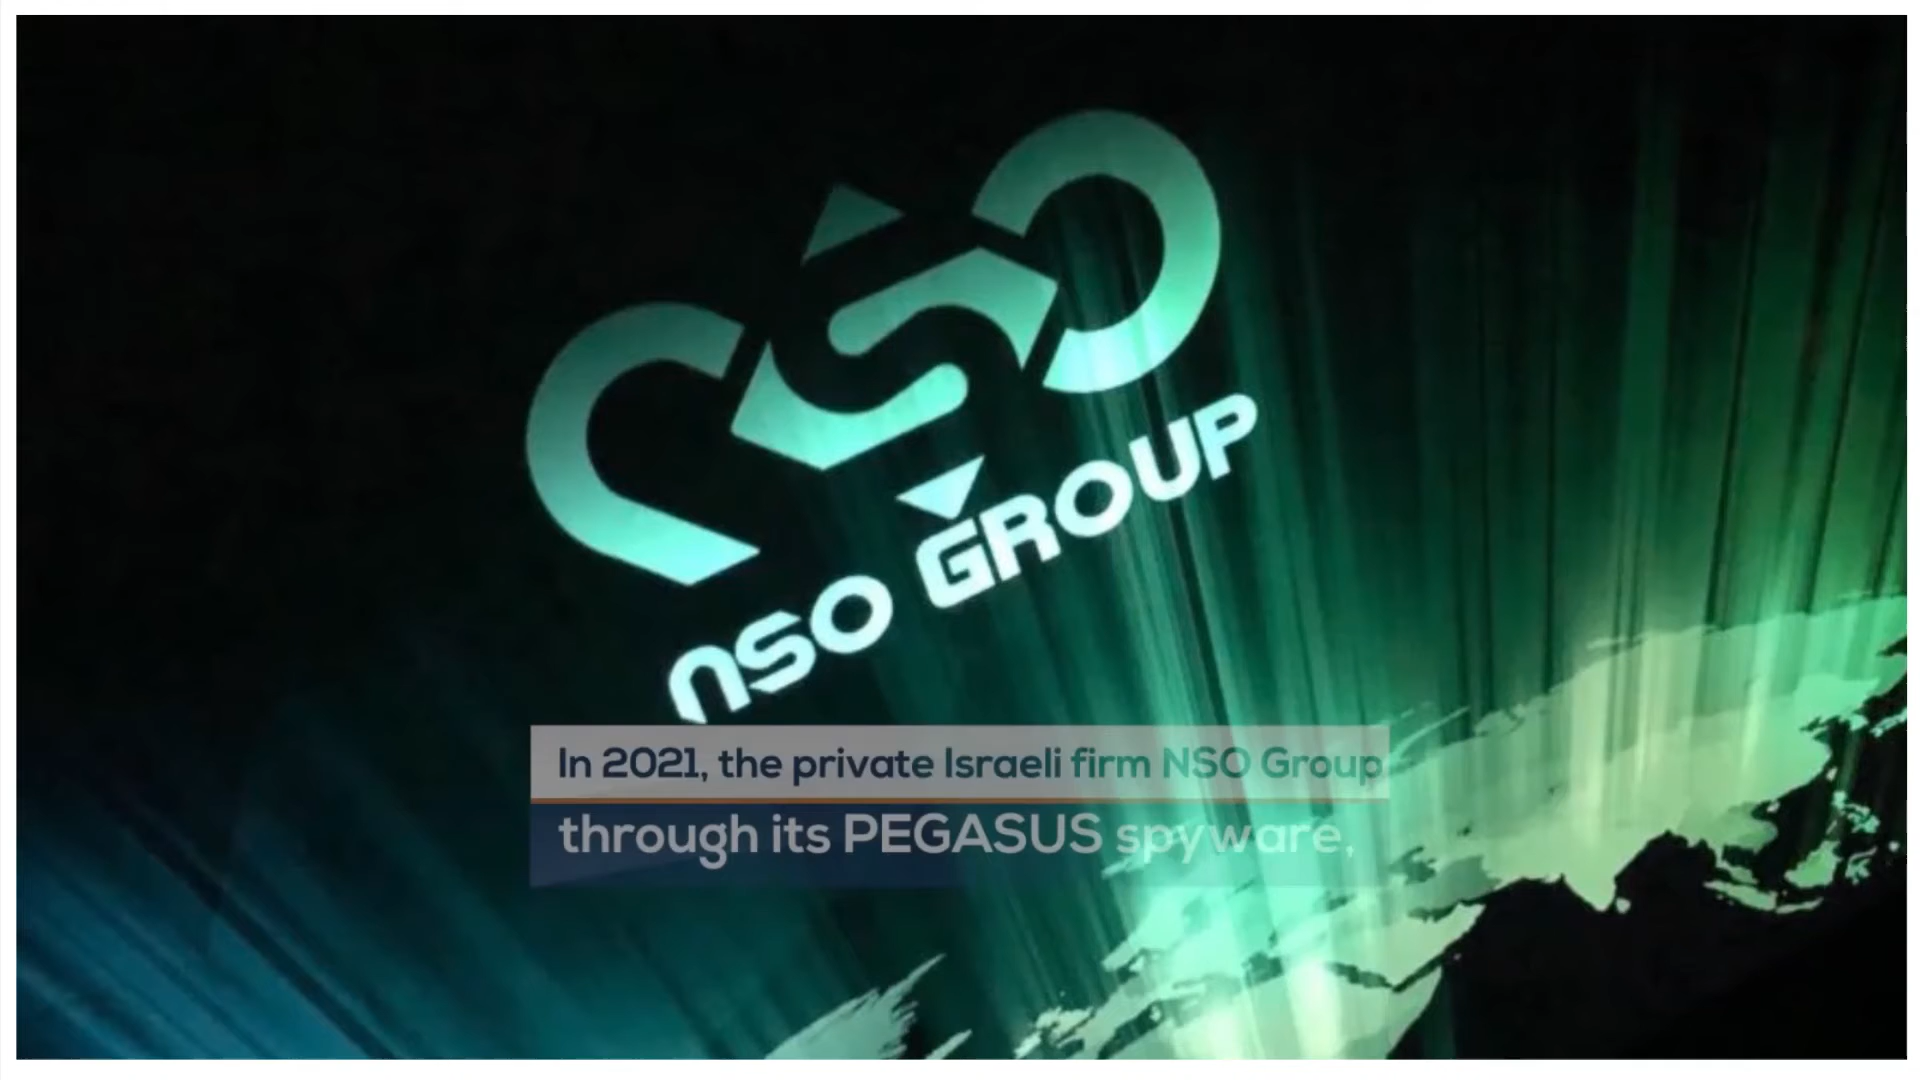 NSO GROUP
In 2021, the private Israeli firm NSO Group
through its PEGASUS spyware,